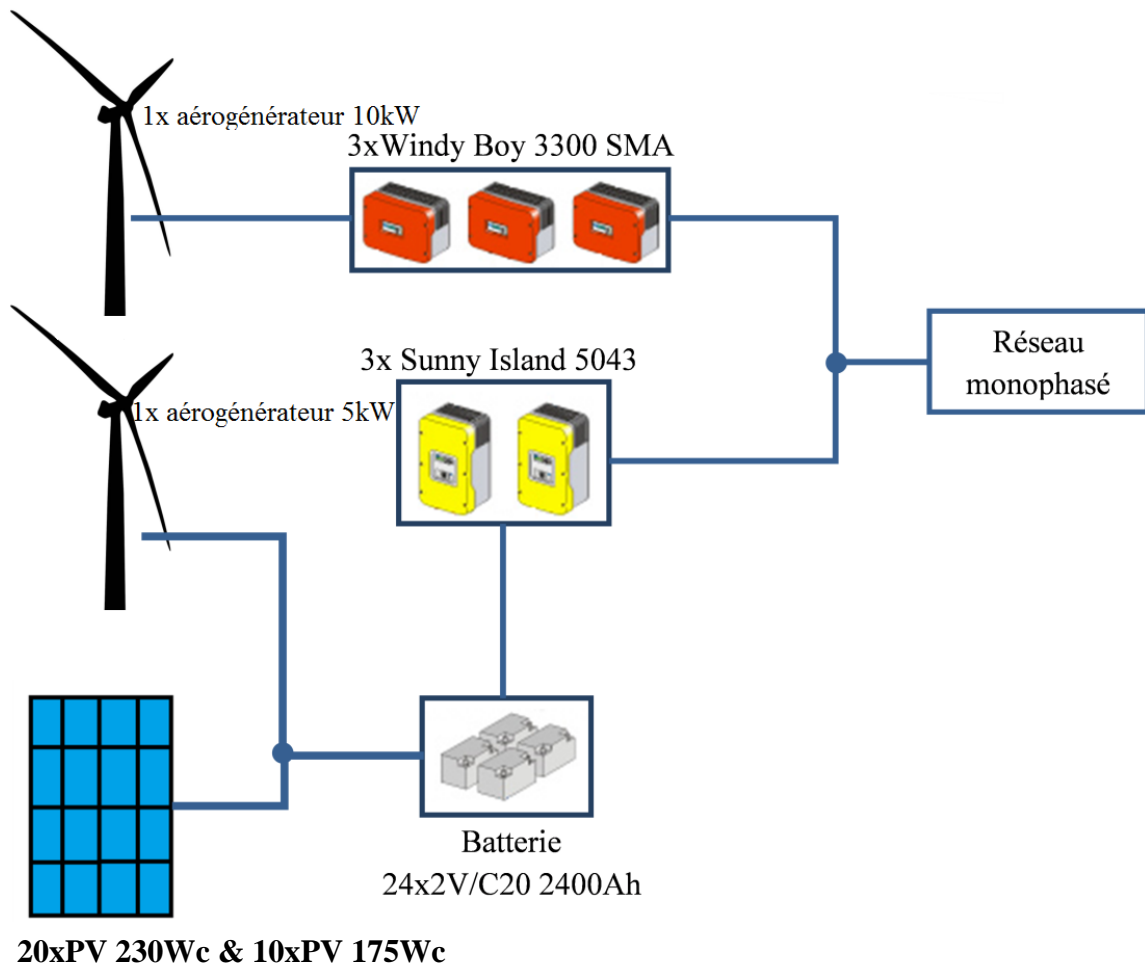 1x aérogénérateur 10kW
3xWindy Boy 3300 SMA
Réseau
monophasé
3x Sunny Island 5043
1x aérogénérateur 5kW
Batterie
24x2V/C20 2400Ah
20xPV 230Wc & 10xPV 175Wc